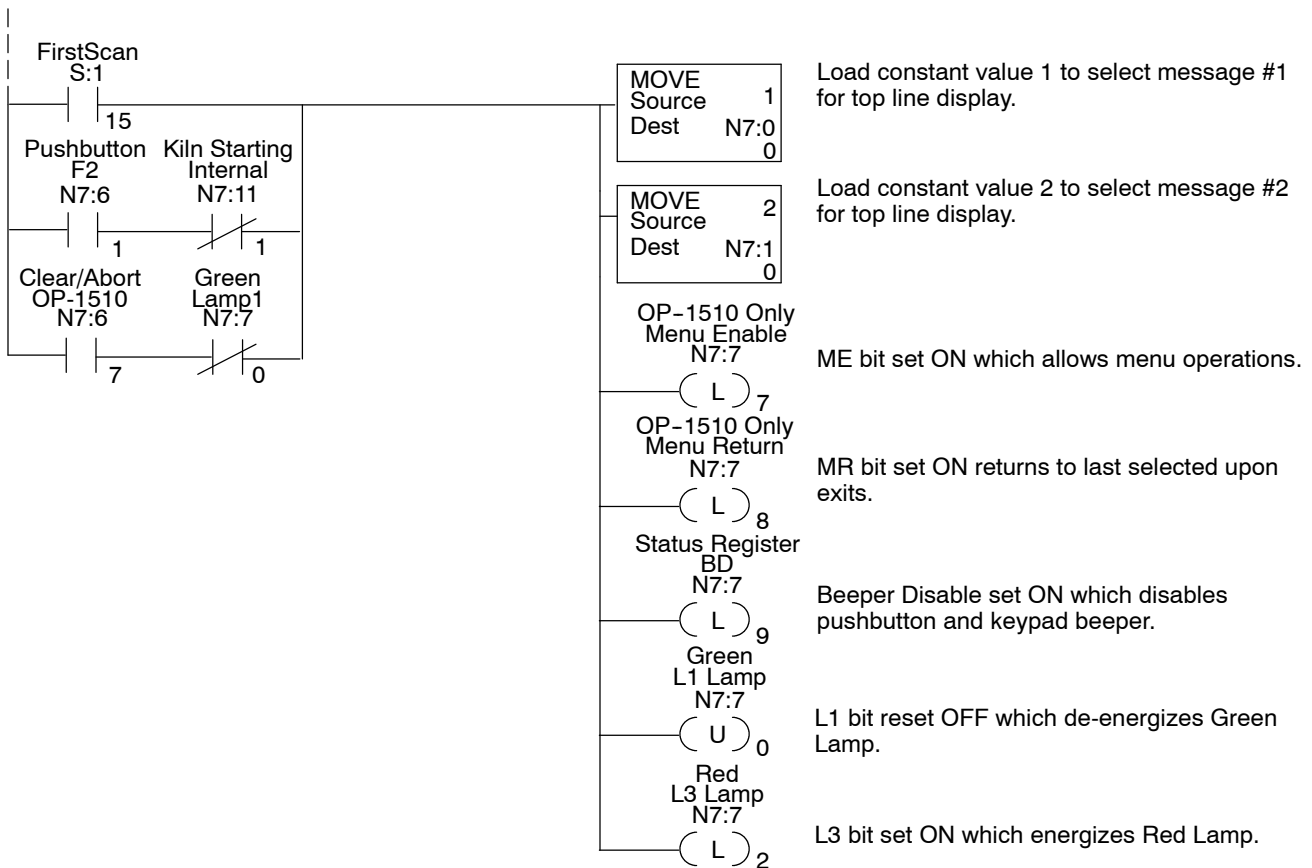 FirstScan
S:1
15
Pushbutton
F2
N7:6
1
Kiln Starting
Internal
N7:11
1
Clear/Abort
OP-1510
N7:6
7
Green
Lamp1
N7:7
0
MOVE
Source 1
Dest N7:0
0
Load constant value 1 to select message #1
for top line display.
MOVE
Source 2
Dest N7:1
0
Load constant value 2 to select message #2
for top line display.
OP-1510 Only
Menu Enable
N7:7
L
7
ME bit set ON which allows menu operations.
OP-1510 Only
Menu Return
N7:7
L
8
MR bit set ON returns to last selected upon
exits.
Status Register
BD
N7:7
L
9
Beeper Disable set ON which disables
pushbutton and keypad beeper.
Green
L1 Lamp
N7:7
U
0
L1 bit reset OFF which de-energizes Green
Lamp.
Red
L3 Lamp
N7:7
L
2
L3 bit set ON which energizes Red Lamp.